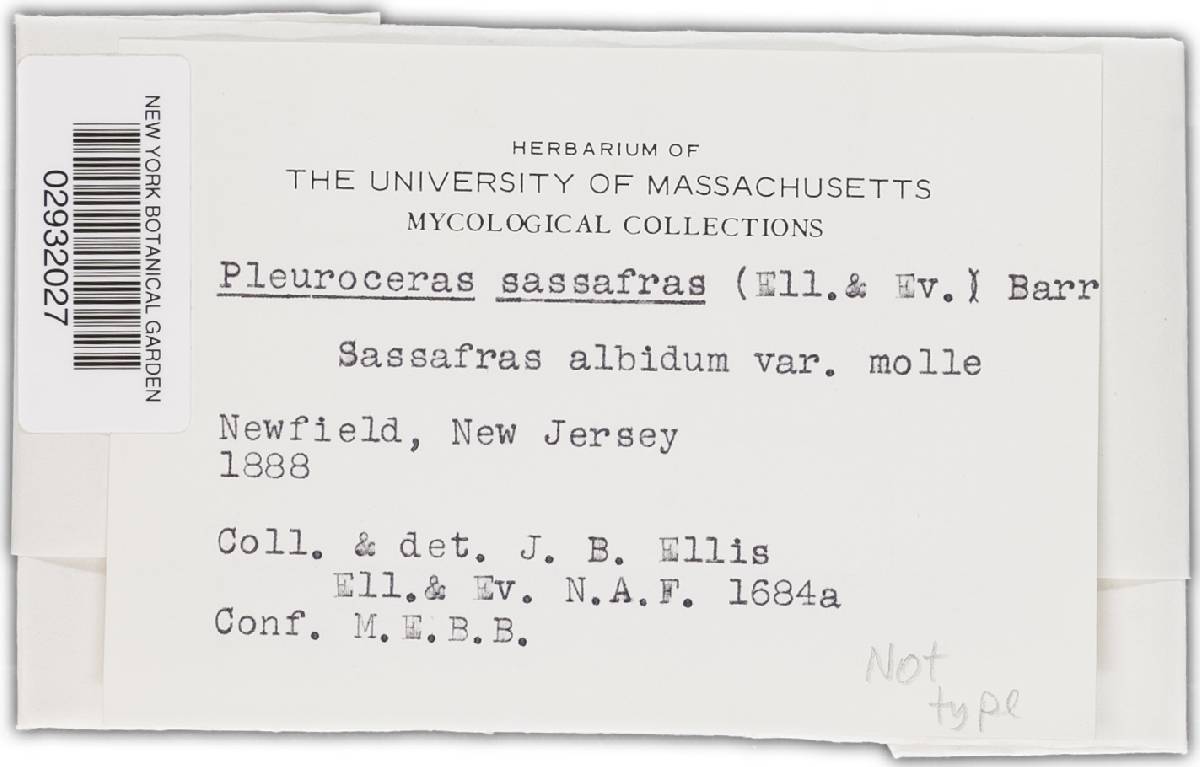 NEW YORK BOTANICAL GARDEN
02932027
HERBARIUM OF
THE UNIVERSITY OF MASSACHUSETTS
MYCOLOGICAL COLLECTIONS
Pleuroceras sassafras (Ell.& Ev.) Barr
Sassafras albidum var. molle
Newfield, New Jersey
1888
Coll. & det. J. B. Ellis
Ell.& Ev. N.A.F. 1684a
Conf. M.E.B.B.
Not
type